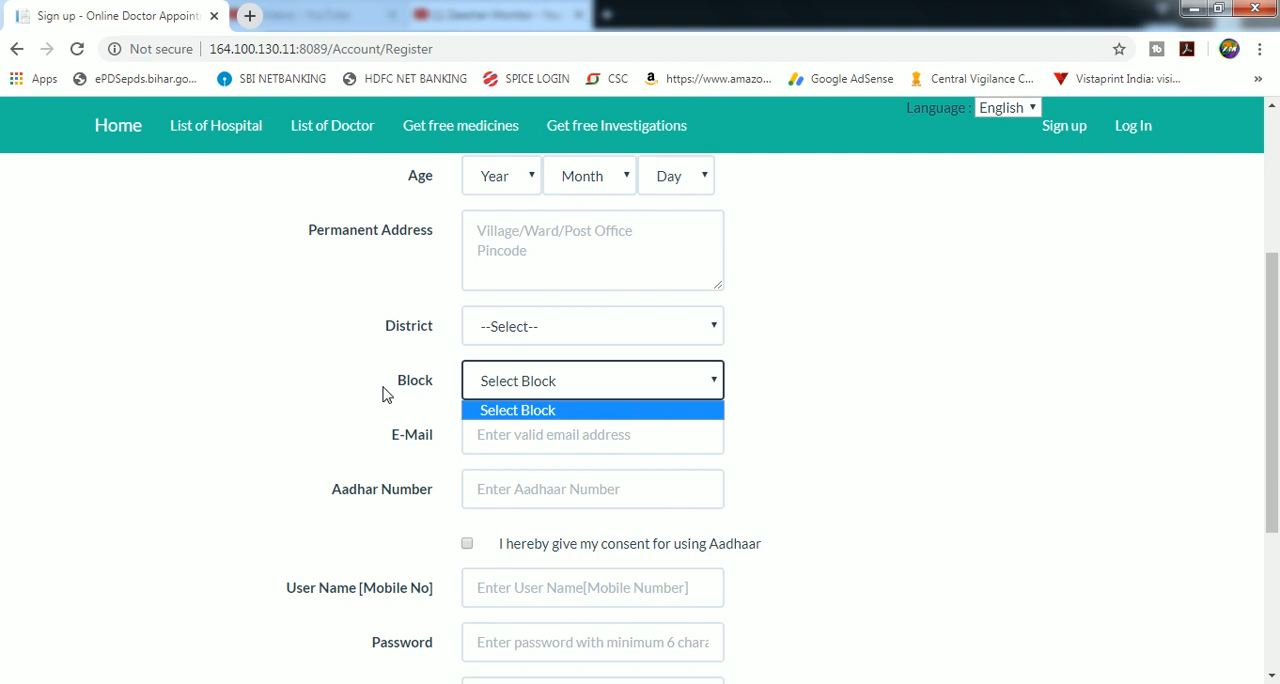 Sign up - Online Doctor Appoint
Not secure
164.100.130.11:8089/Account/Register
Apps
ePDSepds.bihar.go...
SBI NETBANKING
HDFC NET BANKING
SPICE LOGIN
CSC
https://www.amazo...
Google AdSense
Central Vigilance C...
Vistaprint India: visi...
»
Language : English
Home
List of Hospital
List of Doctor
Get free medicines
Get free Investigations
Sign up
Log In
Age
Year
Month
Day
Permanent Address
Village/Ward/Post Office
Pincode
District
--Select--
Block
Select Block
Select Block
E-Mail
Enter valid email address
Aadhar Number
Enter Aadhaar Number
I hereby give my consent for using Aadhaar
User Name [Mobile No]
Enter User Name[Mobile Number]
Password
Enter password with minimum 6 chara